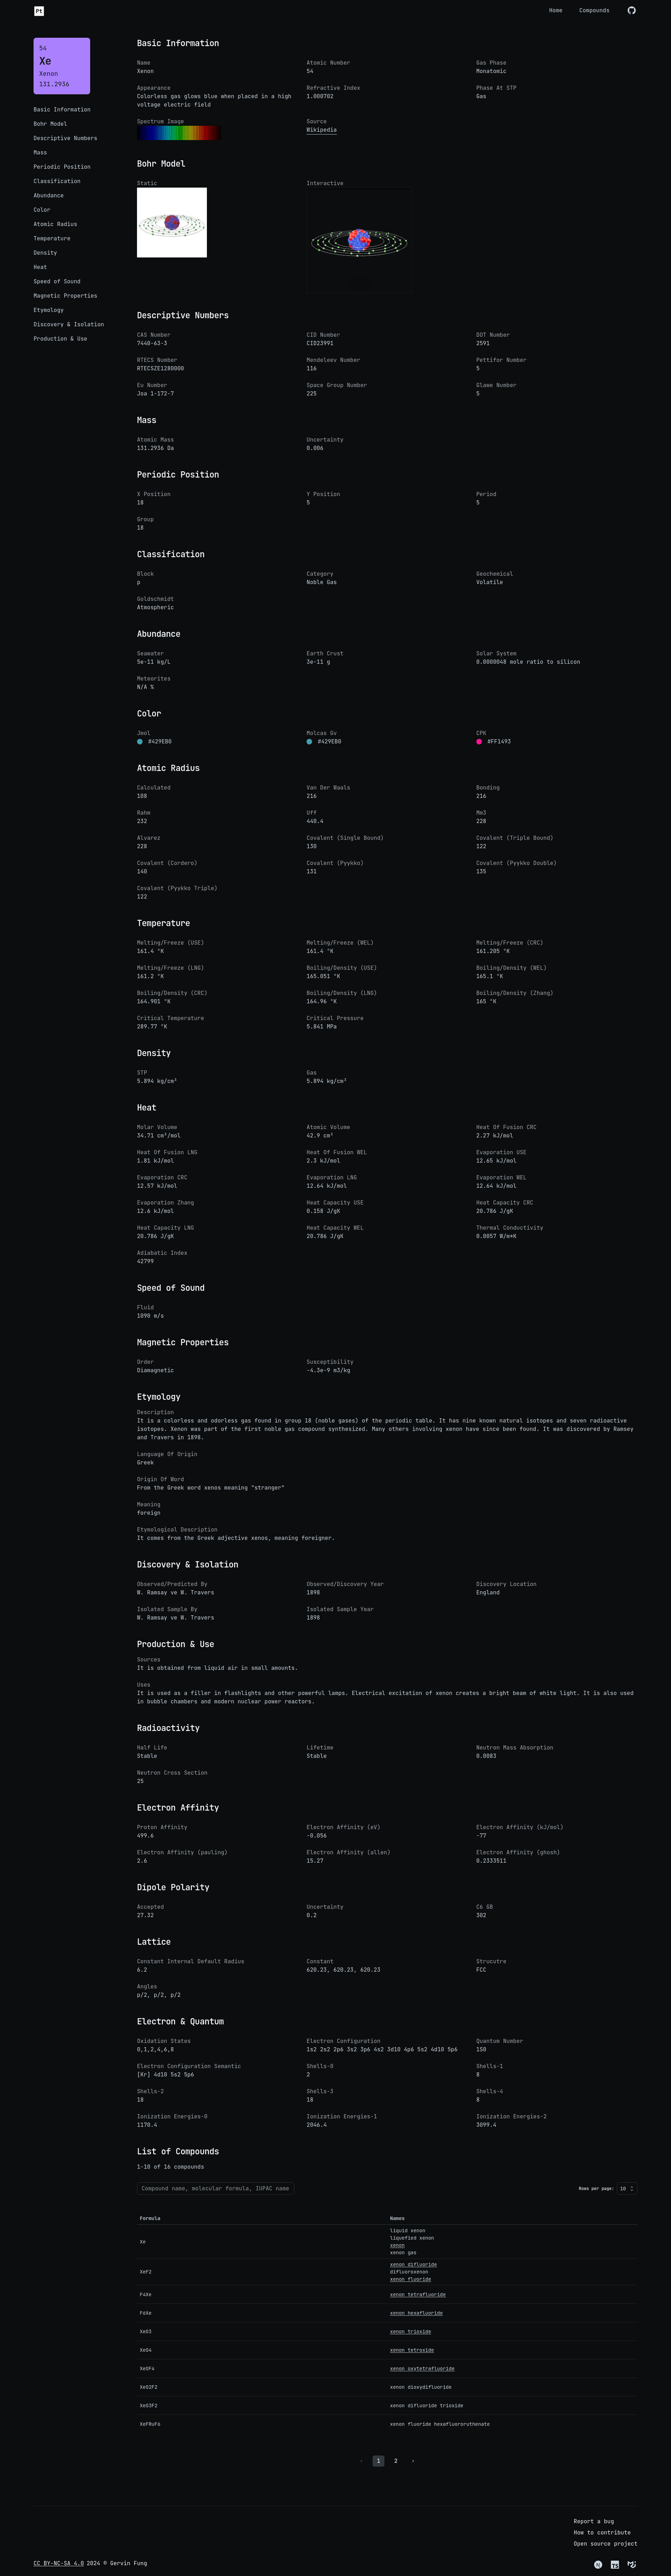 Pt
Home Compounds
54
Xe
Xenon
131.2936
Basic Information
Bohr Model
Descriptive Numbers
Mass
Periodic Position
Classification
Abundance
Color
Atomic Radius
Temperature
Density
Heat
Speed of Sound
Magnetic Properties
Etymology
Discovery & Isolation
Production & Use
Basic Information
Name Atomic Number Gas Phase
Xenon 54 Monatomic
Appearance Refractive Index Phase At STP
Colorless gas glows blue when placed in a high 1.000702 Gas
voltage electric field
Spectrum Image Source
Wikipedia
Bohr Model
Static Interactive
Descriptive Numbers
CAS Number CID Number DOT Number
7440-63-3 CID23991 2591
RTECS Number Mendeleev Number Pettifor Number
RTECSZE1280000 116 5
Eu Number Space Group Number Glawe Number
Joa 1-172-7 225 5
Mass
Atomic Mass Uncertainty
131.2936 Da 0.006
Periodic Position
X Position Y Position Period
18 5 5
Group
18
Classification
Block Category Geochemical
p Noble Gas Volatile
Goldschmidt
Atmospheric
Abundance
Seawater Earth Crust Solar System
5e-11 kg/L 3e-11 g 0.0000048 mole ratio to silicon
Meteorites
N/A %
Color
Jmol Molcas Gv CPK
#429EB0 #429EB0 #FF1493
Atomic Radius
Calculated Van Der Waals Bonding
108 216 216
Rahm Uff Mm3
232 440.4 228
Alvarez Covalent (Single Bound) Covalent (Triple Bound)
228 130 122
Covalent (Cordero) Covalent (Pyykko) Covalent (Pyykko Double)
140 131 135
Covalent (Pyykko Triple)
122
Temperature
Melting/Freeze (USE) Melting/Freeze (WEL) Melting/Freeze (CRC)
161.4 °K 161.4 °K 161.205 °K
Melting/Freeze (LNG) Boiling/Density (USE) Boiling/Density (WEL)
161.2 °K 165.051 °K 165.1 °K
Boiling/Density (CRC) Boiling/Density (LNG) Boiling/Density (Zhang)
164.901 °K 164.96 °K 165 °K
Critical Temperature Critical Pressure
289.77 °K 5.841 MPa
Density
STP Gas
5.894 kg/cm³ 5.894 kg/cm³
Heat
Molar Volume Atomic Volume Heat Of Fusion CRC
34.71 cm³/mol 42.9 cm³ 2.27 kJ/mol
Heat Of Fusion LNG Heat Of Fusion WEL Evaporation USE
1.81 kJ/mol 2.3 kJ/mol 12.65 kJ/mol
Evaporation CRC Evaporation LNG Evaporation WEL
12.57 kJ/mol 12.64 kJ/mol 12.64 kJ/mol
Evaporation Zhang Heat Capacity USE Heat Capacity CRC
12.6 kJ/mol 0.158 J/gK 20.786 J/gK
Heat Capacity LNG Heat Capacity WEL Thermal Conductivity
20.786 J/gK 20.786 J/gK 0.0057 W/m*K
Adiabatic Index
42799
Speed of Sound
Fluid
1090 m/s
Magnetic Properties
Order Susceptibility
Diamagnetic -4.3e-9 m3/kg
Etymology
Description
It is a colorless and odorless gas found in group 18 (noble gases) of the periodic table. It has nine known natural isotopes and seven radioactive
isotopes. Xenon was part of the first noble gas compound synthesized. Many others involving xenon have since been found. It was discovered by Ramsey
and Travers in 1898.
Language Of Origin
Greek
Origin Of Word
From the Greek word xenos meaning "stranger"
Meaning
foreign
Etymological Description
It comes from the Greek adjective xenos, meaning foreigner.
Discovery & Isolation
Observed/Predicted By Observed/Discovery Year Discovery Location
W. Ramsay ve W. Travers 1898 England
Isolated Sample By Isolated Sample Year
W. Ramsay ve W. Travers 1898
Production & Use
Sources
It is obtained from liquid air in small amounts.
Uses
It is used as a filler in flashlights and other powerful lamps. Electrical excitation of xenon creates a bright beam of white light. It is also used
in bubble chambers and modern nuclear power reactors.
Radioactivity
Half Life Lifetime Neutron Mass Absorption
Stable Stable 0.0083
Neutron Cross Section
25
Electron Affinity
Proton Affinity Electron Affinity (eV) Electron Affinity (kJ/mol)
499.6 -0.056 -77
Electron Affinity (pauling) Electron Affinity (allen) Electron Affinity (ghosh)
2.6 15.27 0.2333511
Dipole Polarity
Accepted Uncertainty C6 GB
27.32 0.2 302
Lattice
Constant Internal Default Radius Constant Strucutre
6.2 620.23, 620.23, 620.23 FCC
Angles
p/2, p/2, p/2
Electron & Quantum
Oxidation States Electron Configuration Quantum Number
0,1,2,4,6,8 1s2 2s2 2p6 3s2 3p6 4s2 3d10 4p6 5s2 4d10 5p6 1S0
Electron Configuration Semantic Shells-0 Shells-1
[Kr] 4d10 5s2 5p6 2 8
Shells-2 Shells-3 Shells-4
18 18 8
Ionization Energies-0 Ionization Energies-1 Ionization Energies-2
1170.4 2046.4 3099.4
List of Compounds
1-10 of 16 compounds
Compound name, molecular formula, IUPAC name Rows per page: 10
Formula Names
liquid xenon
liquefied xenon
Xe xenon
xenon gas
xenon difluoride
XeF2 difluoroxenon
xenon fluoride
F4Xe xenon tetrafluoride
F6Xe xenon hexafluoride
XeO3 xenon trioxide
XeO4 xenon tetroxide
XeOF4 xenon oxytetrafluoride
XeO2F2 xenon dioxydifluoride
XeO3F2 xenon difluoride trioxide
XeFRuF6 xenon fluoride hexafluororuthenate
‹ 1 2 ›
Report a bug
How to contribute
Open source project
CC BY-NC-SA 4.0 2024 © Gervin Fung
N TS